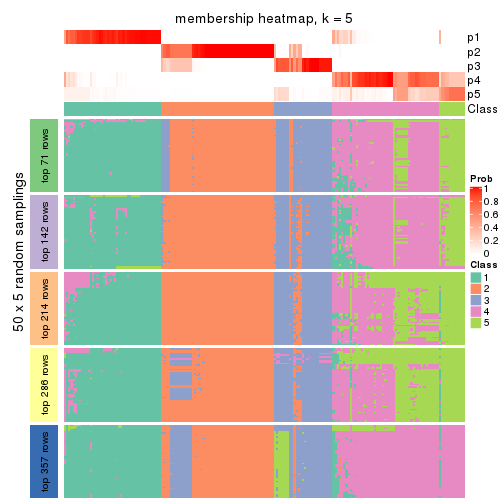 membership heatmap, k = 5
p1
p2
p3
p4
p5
Class
50 x 5 random samplings
top 71 rows
top 142 rows
top 214 rows
top 286 rows
top 357 rows
Prob
1
0.8
0.6
0.4
0.2
0
Class
1
2
3
4
5